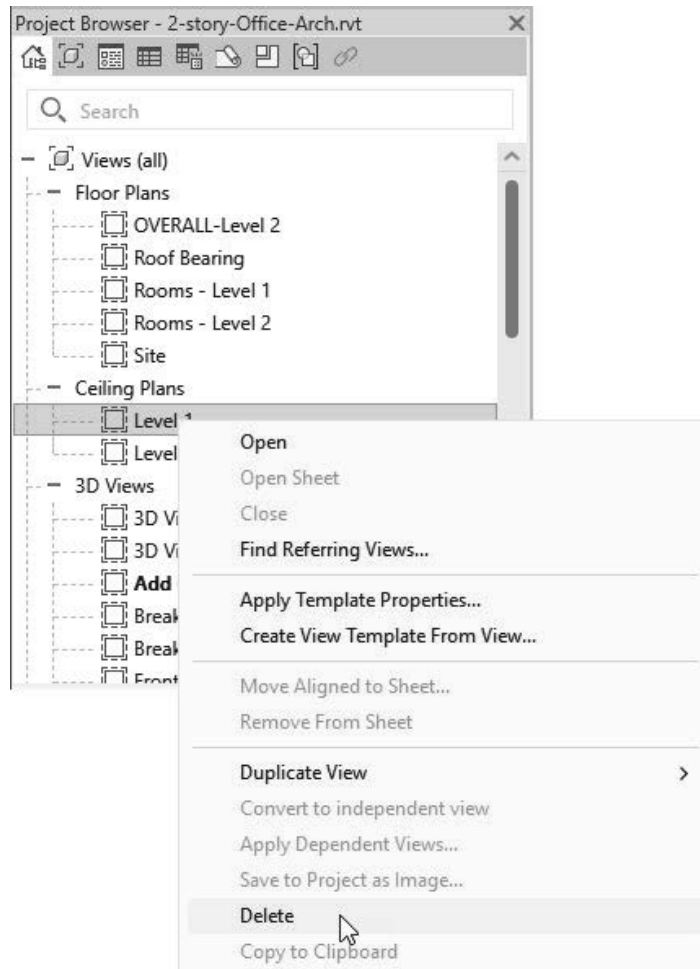 Project Browser - 2-story-Office-Arch.rvt
Search
Views (all)
Floor Plans
OVERALL-Level 2
Roof Bearing
Rooms - Level 1
Rooms - Level 2
Site
Ceiling Plans
Level 1
Level
3D Views
3D Vi
3D Vi
Add
Break
Break
Front
Open
Open Sheet
Close
Find Referring Views...
Apply Template Properties...
Create View Template From View...
Move Aligned to Sheet...
Remove From Sheet
Duplicate View
Convert to independent view
Apply Dependent Views...
Save to Project as Image...
Delete
Copy to Clipboard